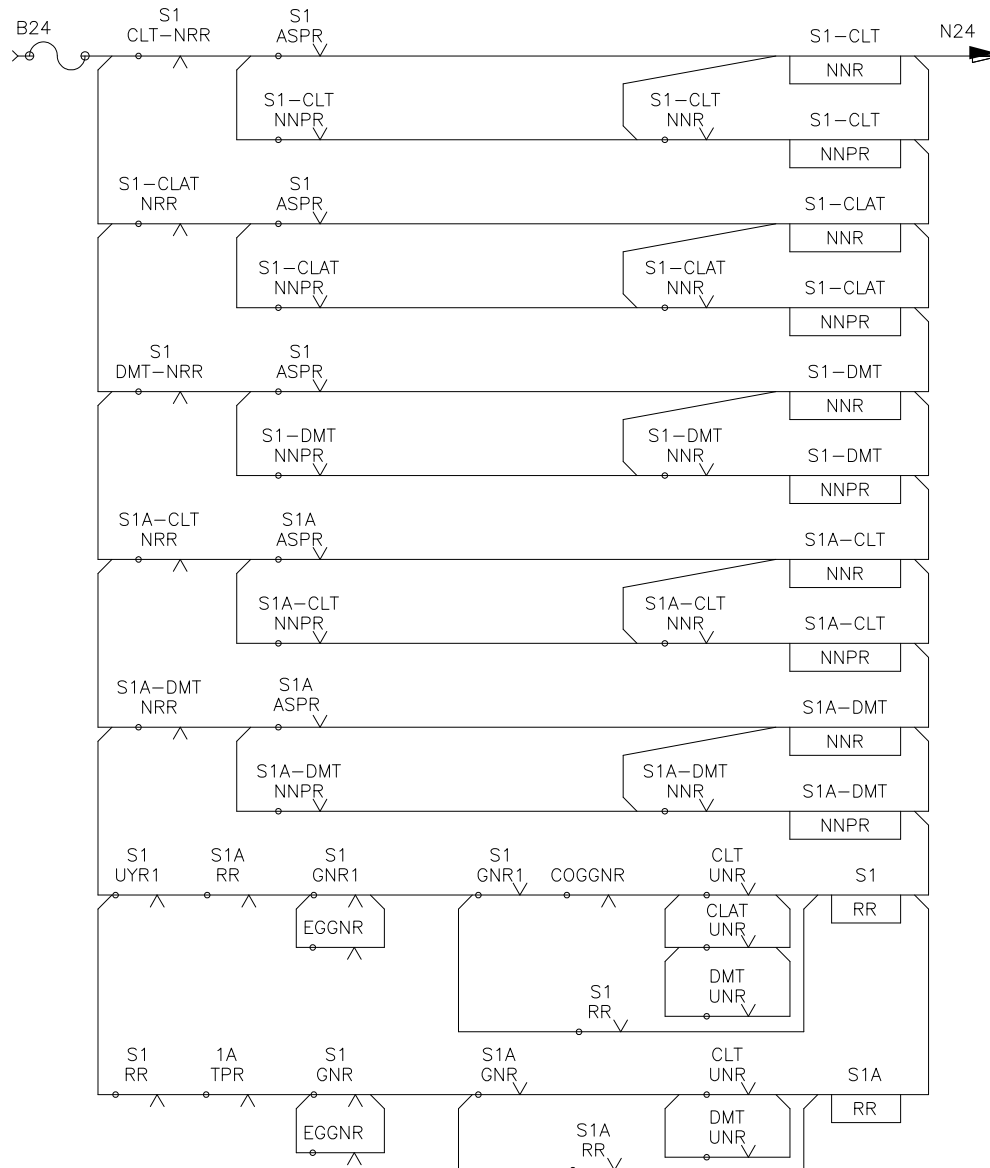 B24
S1
CLT-NRR
S1
ASPR
S1-CLT
NNR
N24
S1-CLT
NNPR
S1-CLT
NNR
S1-CLT
NNPR
S1-CLAT
NRR
S1
ASPR
S1-CLAT
NNR
S1-CLAT
NNPR
S1-CLAT
NNR
S1-CLAT
NNPR
S1
DMT-NRR
S1
ASPR
S1-DMT
NNR
S1-DMT
NNPR
S1-DMT
NNR
S1-DMT
NNPR
S1A-CLT
NRR
S1A
ASPR
S1A-CLT
NNR
S1A-CLT
NNPR
S1A-CLT
NNR
S1A-CLT
NNPR
S1A-DMT
NRR
S1A
ASPR
S1A-DMT
NNR
S1A-DMT
NNPR
S1A-DMT
NNR
S1A-DMT
NNPR
S1
UYR1
S1A
RR
S1
GNR1
S1
GNR1
COGGNR
CLT
UNR
S1
RR
EGGNR
CLAT
UNR
DMT
UNR
S1
RR
S1
RR
1A
TPR
S1
GNR
S1A
GNR
CLT
UNR
S1A
RR
EGGNR
DMT
UNR
S1A
RR